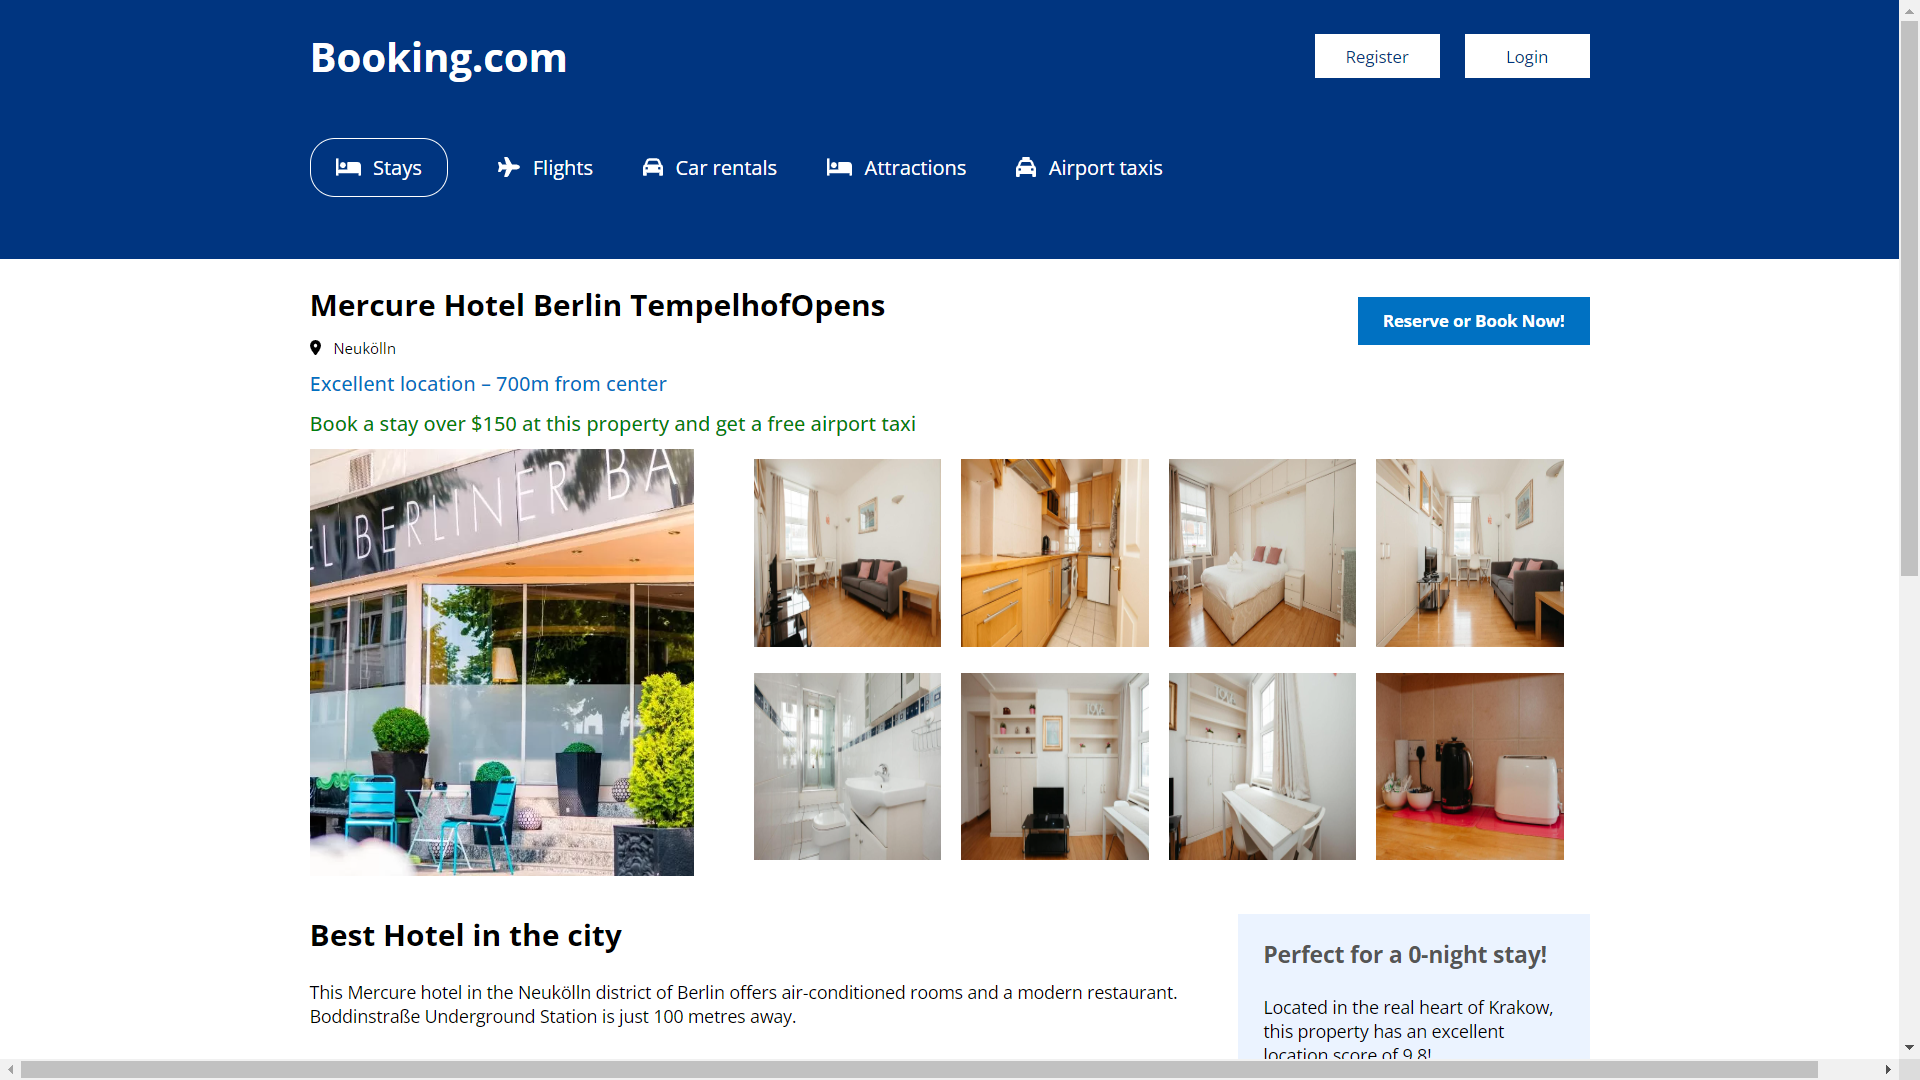 Booking.com
Register
Login
Stays
Flights
Car rentals
Attractions
Airport taxis
Mercure Hotel Berlin TempelhofOpens
Reserve or Book Now!
Neukölln
Excellent location – 700m from center
Book a stay over $150 at this property and get a free airport taxi
EL BERLINER BA
Best Hotel in the city
This Mercure hotel in the Neukölln district of Berlin offers air-conditioned rooms and a modern restaurant.
Boddinstraße Underground Station is just 100 metres away.
Perfect for a 0-night stay!
Located in the real heart of Krakow,
this property has an excellent
location score of 9.8!